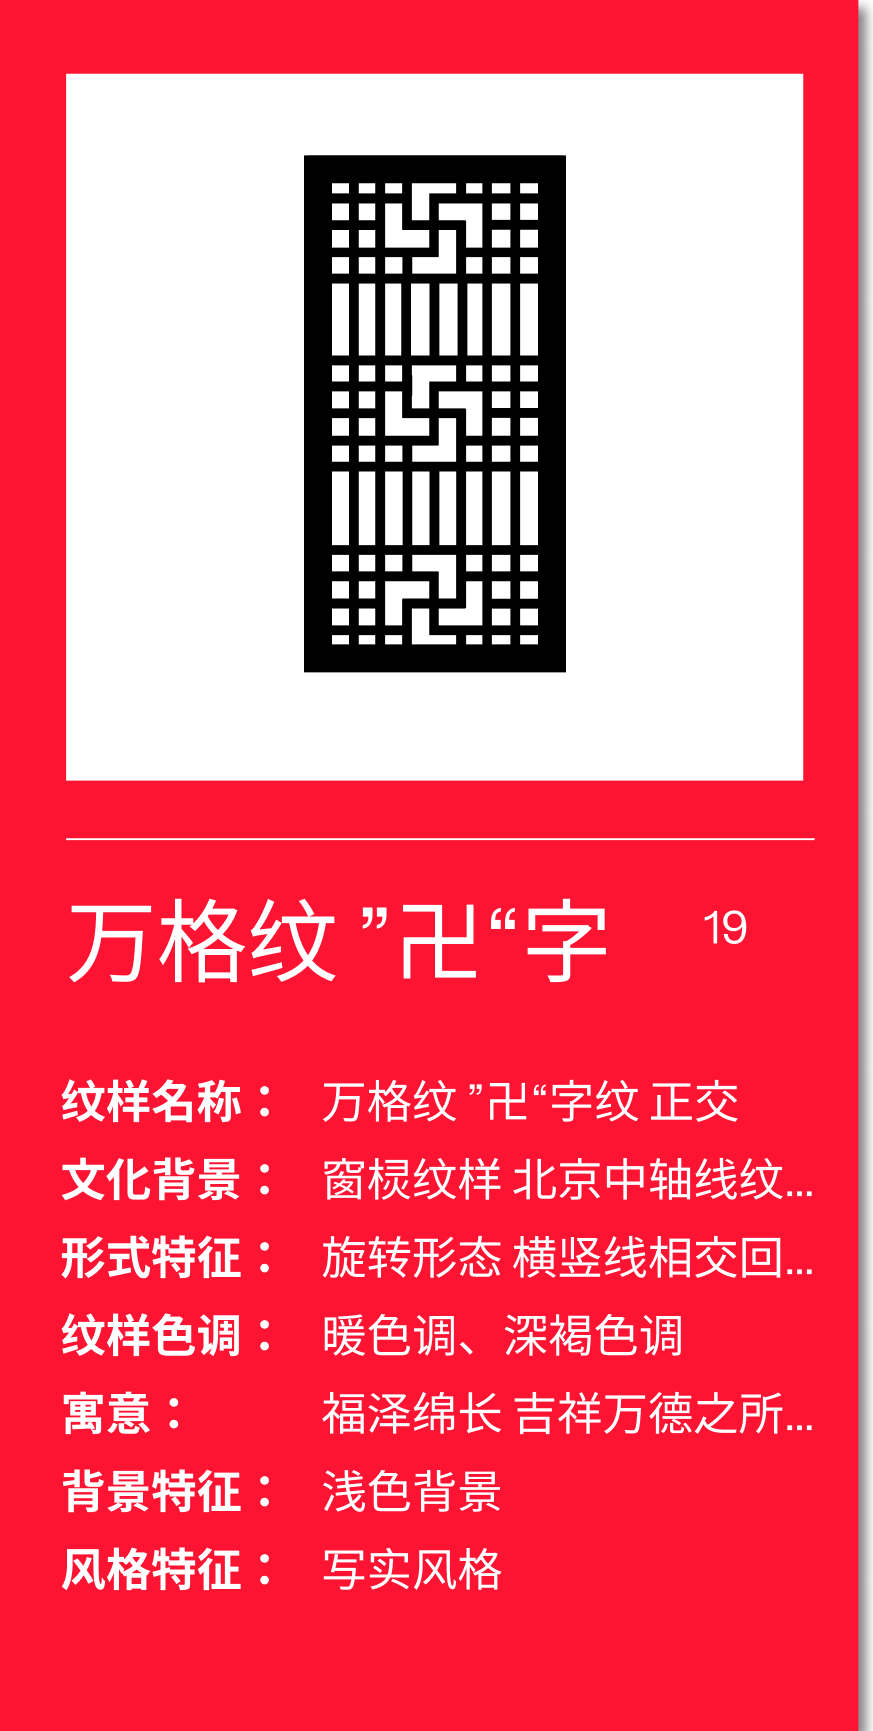 万格纹 ”卍“字
19
纹样名称： 万格纹 ”卍“字纹 正交
文化背景： 窗棂纹样 北京中轴线纹...
形式特征： 旋转形态 横竖线相交回...
纹样色调： 暖色调、深褐色调
寓意： 福泽绵长 吉祥万德之所...
背景特征： 浅色背景
风格特征： 写实风格